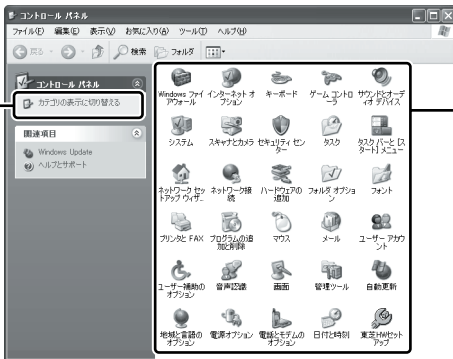 コントロール パネル
ファイル(F) 編集(E) 表示(V) お気に入り(A) ツール(T) ヘルプ(H)
戻る 検索 フォルダ
コントロール パネル
カテゴリの表示に切り替える
関連項目
Windows Update
ヘルプとサポート
Windows ファイアウォール
インターネット オプション
キーボード
ゲーム コントローラ
サウンドとオーディオ デバイス
システム
スキャナとカメラ
セキュリティ センター
タスク
タスク バーと [スタート] メニュー
ネットワーク セットアップ ウィザ...
ネットワーク接続
ハードウェアの追加
フォルダ オプション
フォント
プリンタと FAX
プログラムの追加と削除
マウス
メール
ユーザー アカウント
ユーザー補助のオプション
音声認識
画面
管理ツール
自動更新
地域と言語のオプション
電源オプション
電話とモデムのオプション
日付と時刻
東芝HWセットアップ